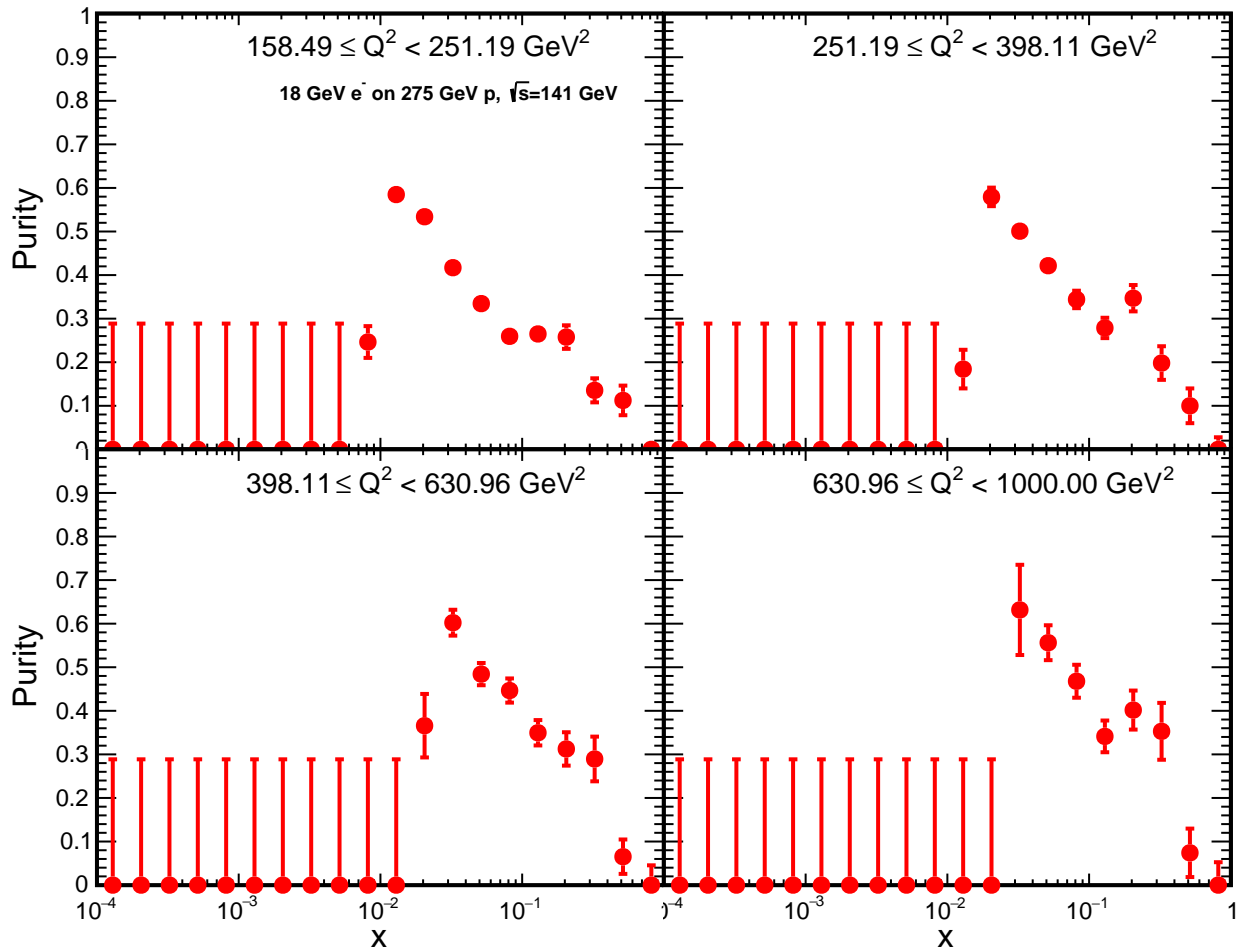 1
158.49 ≤ Q² < 251.19 GeV²
251.19 ≤ Q² < 398.11 GeV²
0.9
18 GeV e⁻ on 275 GeV p, √s=141 GeV
0.8
0.7
0.6
Purity
0.5
0.4
0.3
0.2
0.1
0
398.11 ≤ Q² < 630.96 GeV²
630.96 ≤ Q² < 1000.00 GeV²
0.9
0.8
0.7
0.6
Purity
0.5
0.4
0.3
0.2
0.1
0
10⁻⁴ 10⁻³ 10⁻² 10⁻¹ 10⁻⁴ 10⁻³ 10⁻² 10⁻¹ 1
x x